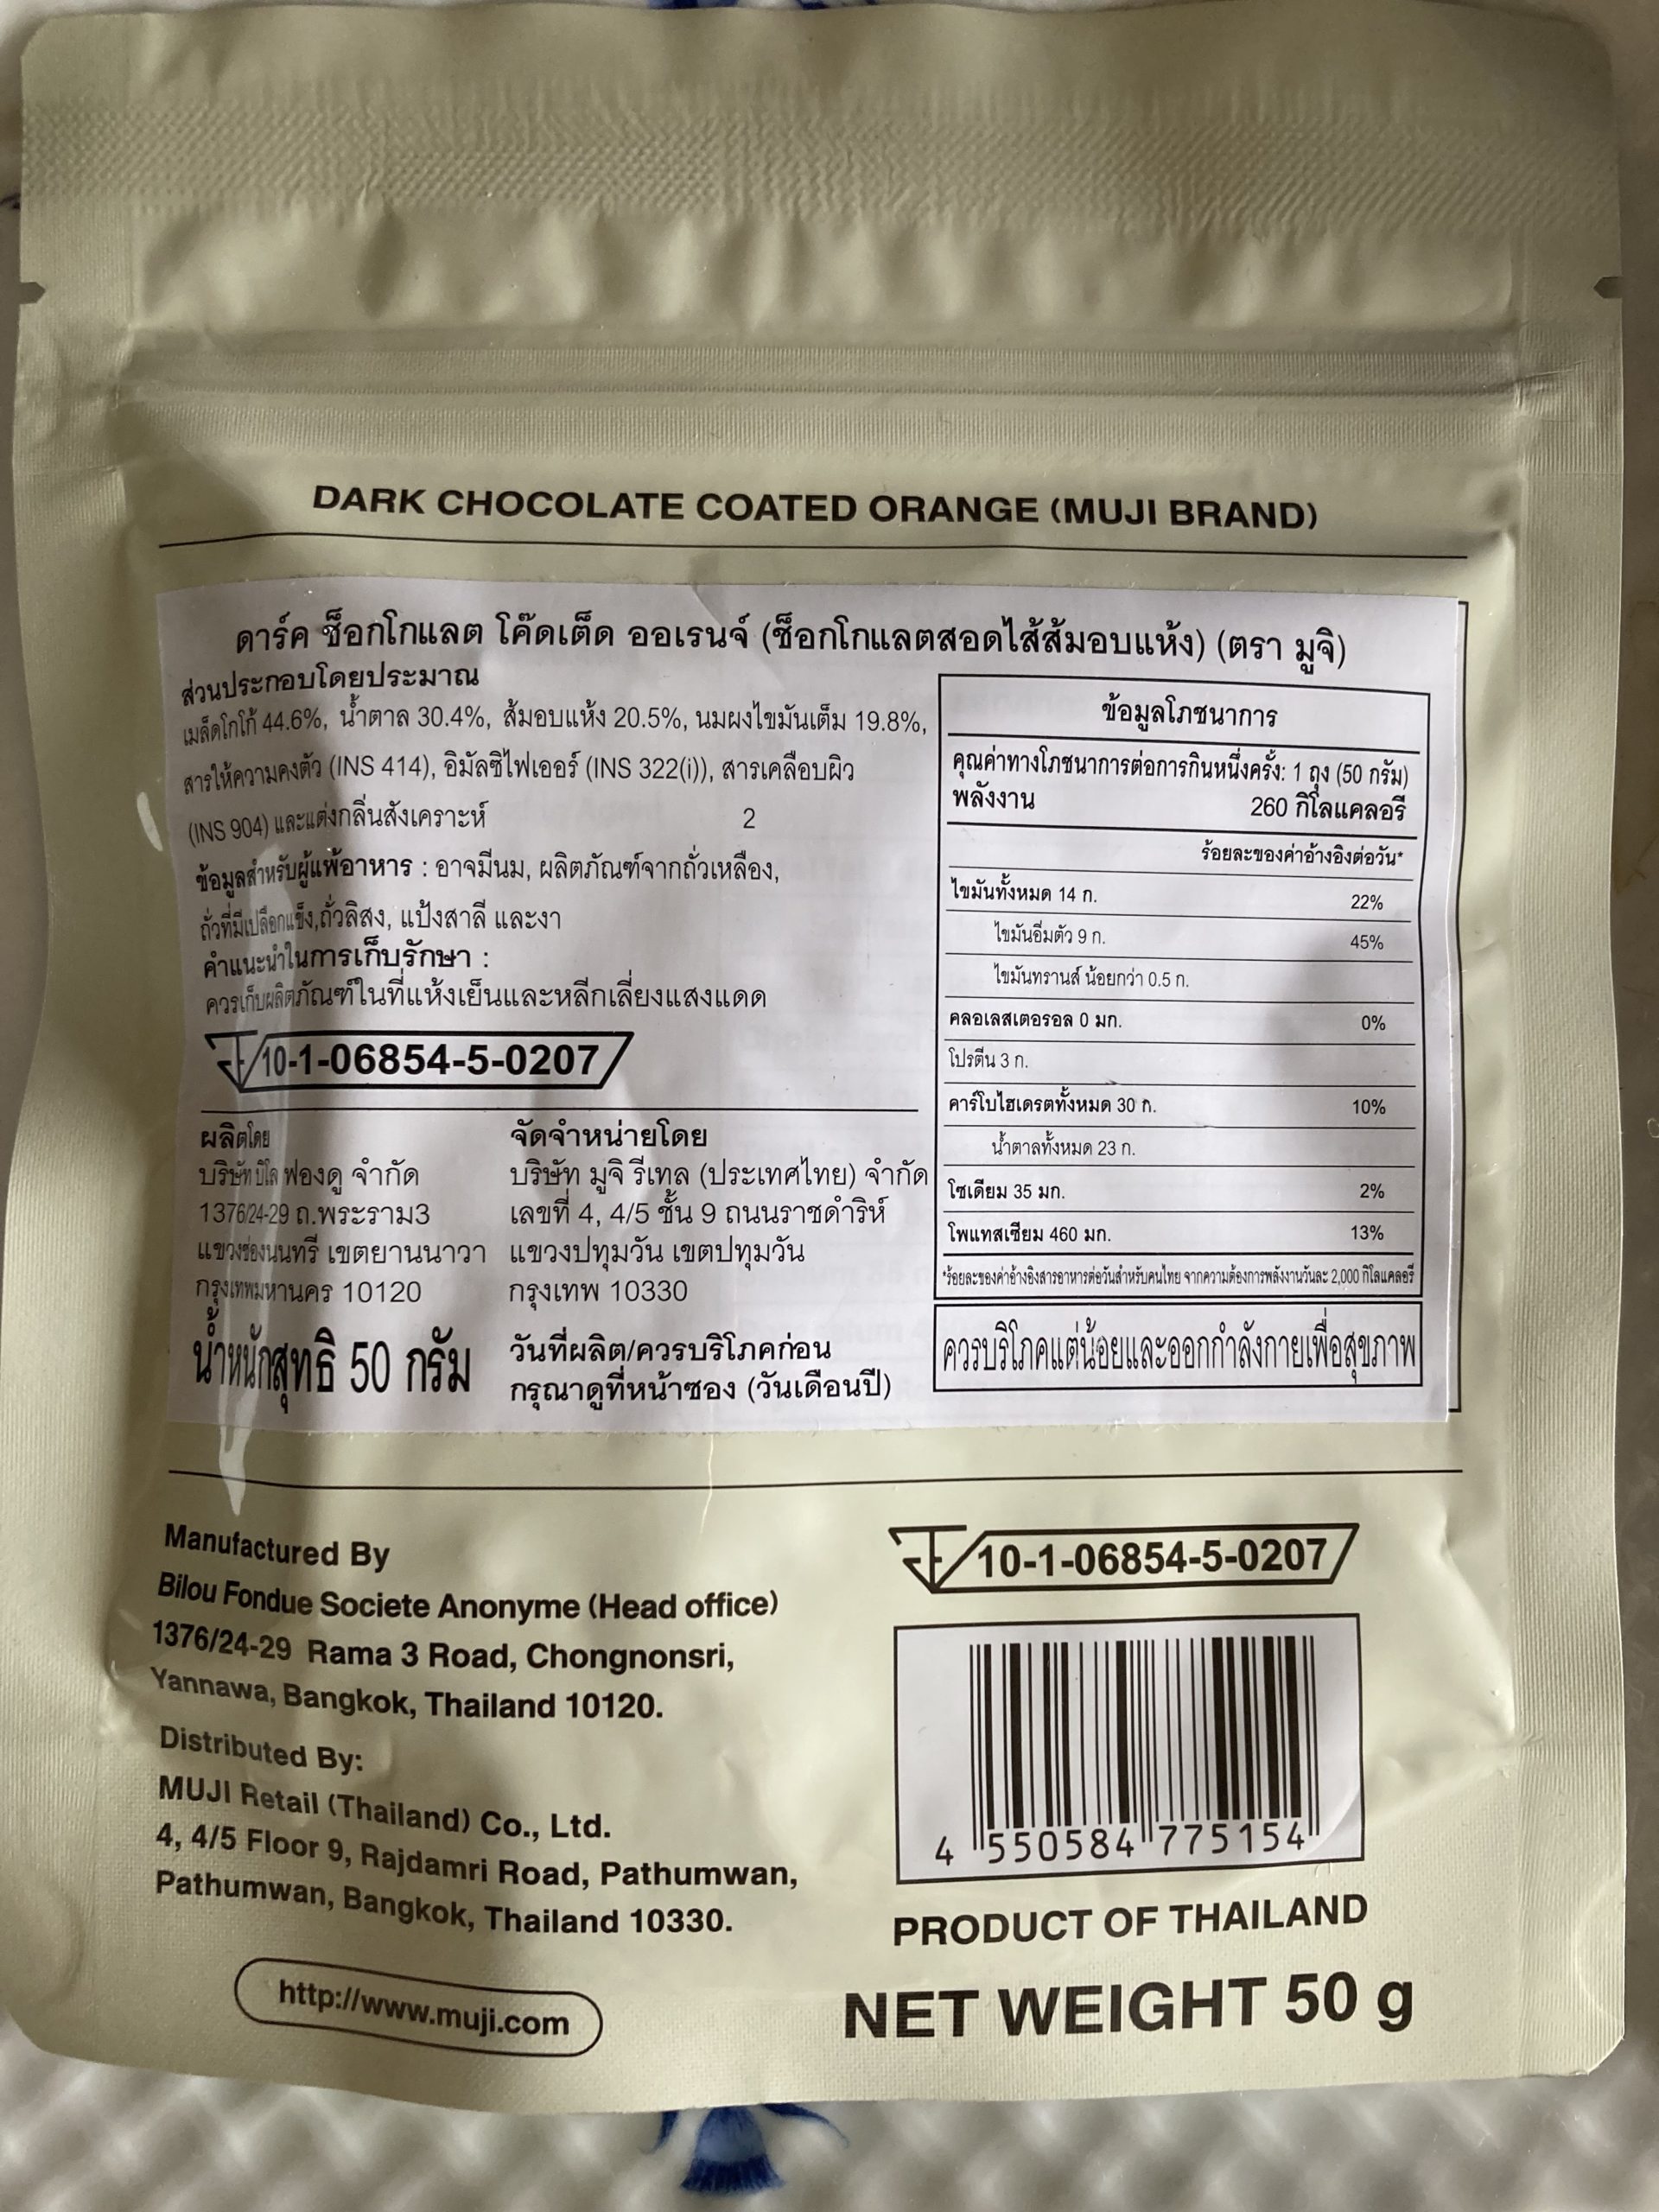 DARK CHOCOLATE COATED ORANGE (MUJI BRAND)
ดาร์ค ช็อกโกแลต โค๊ดเต็ด ออเรนจ์ (ช็อกโกแลตสอดไส้ส้มอบแห้ง) (ตรา มูจิ)
ส่วนประกอบโดยประมาณ
เมล็ดโกโก้ 44.6%, น้ำตาล 30.4%, ส้มอบแห้ง 20.5%, นมผงไขมันเต็ม 19.8%,
สารให้ความคงตัว (INS 414), อิมัลซิไฟเออร์ (INS 322(i)), สารเคลือบผิว
(INS 904) และแต่งกลิ่นสังเคราะห์ 2
ข้อมูลสำหรับผู้แพ้อาหาร : อาจมีนม, ผลิตภัณฑ์จากถั่วเหลือง,
ถั่วที่มีเปลือกแข็ง,ถั่วลิสง, แป้งสาลี และงา
คำแนะนำในการเก็บรักษา :
ควรเก็บผลิตภัณฑ์ในที่แห้งเย็นและหลีกเลี่ยงแสงแดด
10-1-06854-5-0207
ผลิตโดย
บริษัท บิโล ฟองดู จำกัด
1376/24-29 ถ.พระราม3
แขวงช่องนนทรี เขตยานนาวา
กรุงเทพมหานคร 10120
จัดจำหน่ายโดย
บริษัท มูจิ รีเทล (ประเทศไทย) จำกัด
เลขที่ 4, 4/5 ชั้น 9 ถนนราชดำริห์
แขวงปทุมวัน เขตปทุมวัน
กรุงเทพ 10330
น้ำหนักสุทธิ 50 กรัม
วันที่ผลิต/ควรบริโภคก่อน
กรุณาดูที่หน้าซอง (วันเดือนปี)
ข้อมูลโภชนาการ
คุณค่าทางโภชนาการต่อการกินหนึ่งครั้ง: 1 ถุง (50 กรัม)
พลังงาน 260 กิโลแคลอรี
ร้อยละของค่าอ้างอิงต่อวัน*
ไขมันทั้งหมด 14 ก. 22%
ไขมันอิ่มตัว 9 ก. 45%
ไขมันทรานส์ น้อยกว่า 0.5 ก.
คลอเลสเตอรอล 0 มก. 0%
โปรตีน 3 ก.
คาร์โบไฮเดรตทั้งหมด 30 ก. 10%
น้ำตาลทั้งหมด 23 ก.
โซเดียม 35 มก. 2%
โพแทสเซียม 460 มก. 13%
*ร้อยละของค่าอ้างอิงสารอาหารต่อวันสำหรับคนไทย จากความต้องการพลังงานวันละ 2,000 กิโลแคลอรี
ควรบริโภคแต่น้อยและออกกำลังกายเพื่อสุขภาพ
Manufactured By
Bilou Fondue Societe Anonyme (Head office)
1376/24-29 Rama 3 Road, Chongnonsri,
Yannawa, Bangkok, Thailand 10120.
Distributed By:
MUJI Retail (Thailand) Co., Ltd.
4, 4/5 Floor 9, Rajdamri Road, Pathumwan,
Pathumwan, Bangkok, Thailand 10330.
http://www.muji.com
10-1-06854-5-0207
4 550584 775154
PRODUCT OF THAILAND
NET WEIGHT 50 g